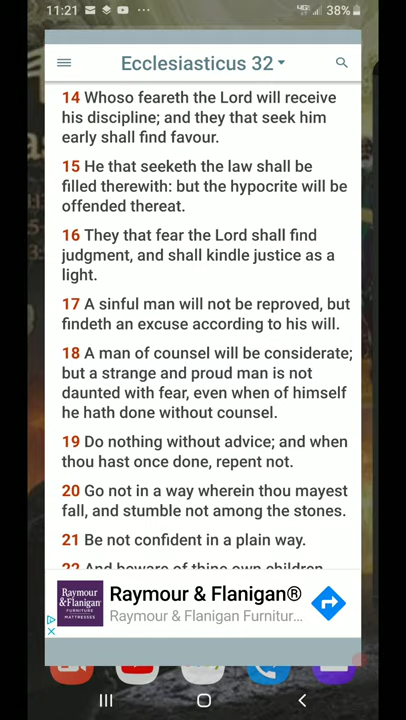 11:21 38%
Ecclesiasticus 32
14 Whoso feareth the Lord will receive
his discipline; and they that seek him
early shall find favour.
15 He that seeketh the law shall be
filled therewith: but the hypocrite will be
offended thereat.
16 They that fear the Lord shall find
judgment, and shall kindle justice as a
light.
17 A sinful man will not be reproved, but
findeth an excuse according to his will.
18 A man of counsel will be considerate;
but a strange and proud man is not
daunted with fear, even when of himself
he hath done without counsel.
19 Do nothing without advice; and when
thou hast once done, repent not.
20 Go not in a way wherein thou mayest
fall, and stumble not among the stones.
21 Be not confident in a plain way.
22 And beware of thine own children
Raymour
& Flanigan
FURNITURE
MATTRESSES
Raymour & Flanigan®
Raymour & Flanigan Furnitur...